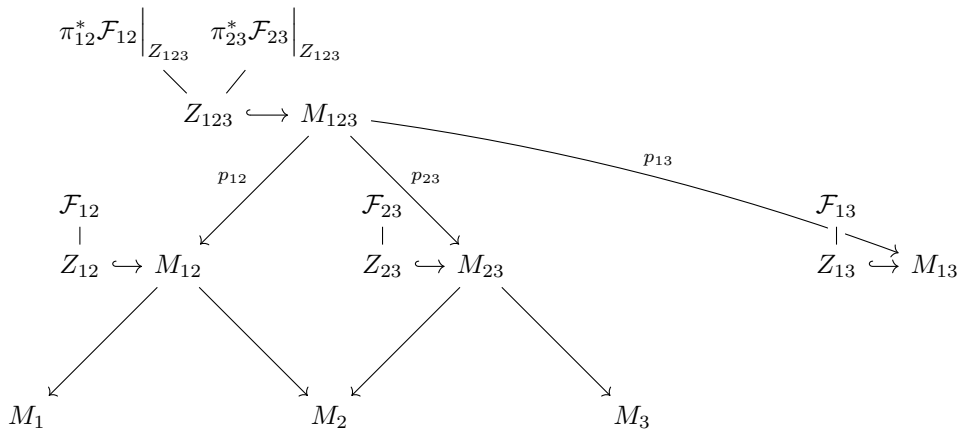 π*₁₂𝓕₁₂|_{Z₁₂₃} π*₂₃𝓕₂₃|_{Z₁₂₃}
Z₁₂₃ M₁₂₃
p₁₃
p₁₂ p₂₃
𝓕₁₂ 𝓕₂₃ 𝓕₁₃
Z₁₂ M₁₂ Z₂₃ M₂₃ Z₁₃ M₁₃
M₁ M₂ M₃